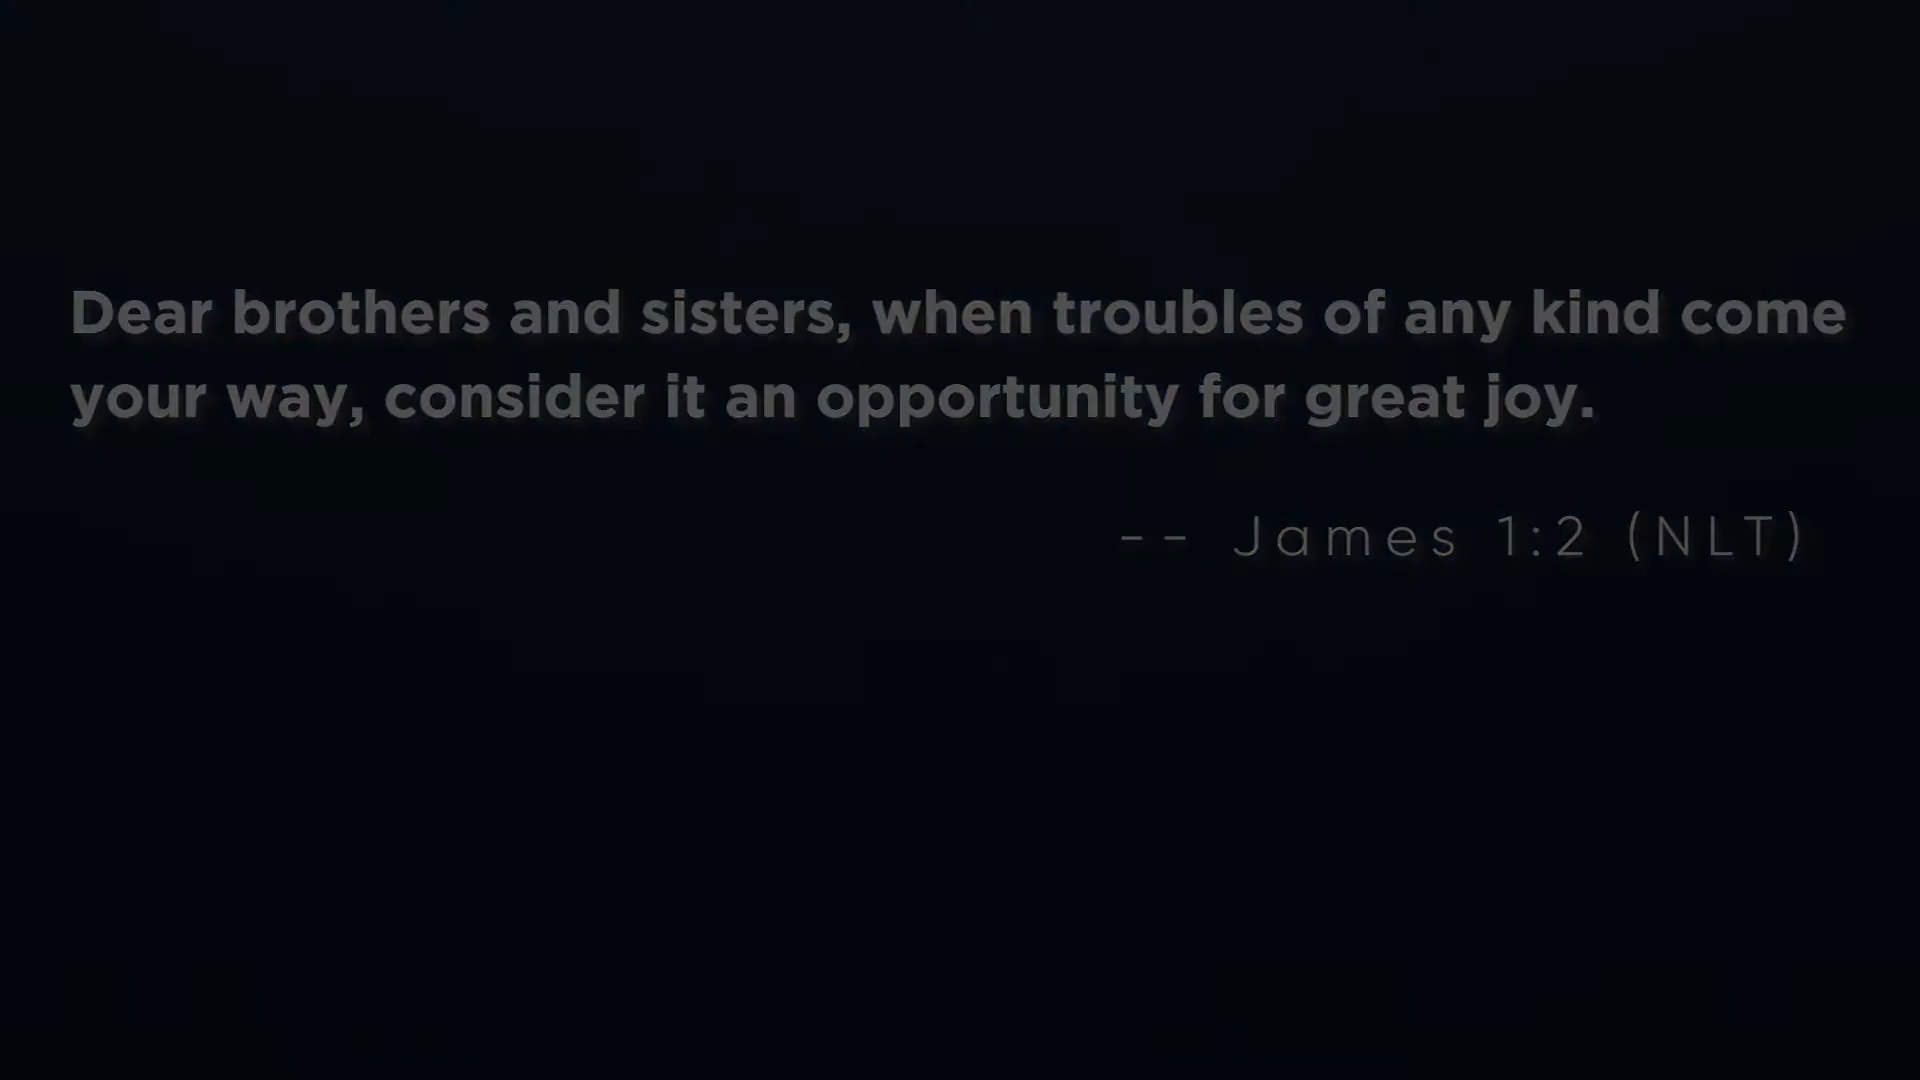 Dear brothers and sisters, when troubles of any kind come
your way, consider it an opportunity for great joy.
-- James 1:2 (NLT)